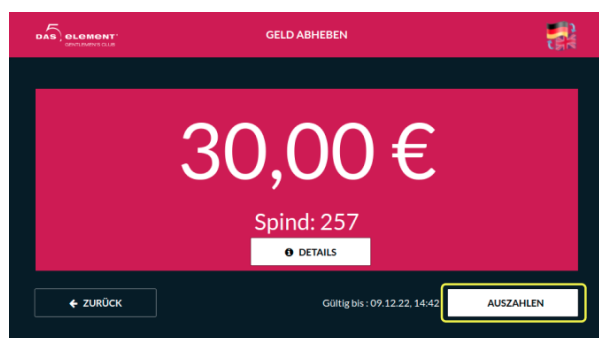 DAS 5. ELEMENT
GENTLEMEN'S CLUB
GELD ABHEBEN
30,00 €
Spind: 257
DETAILS
ZURÜCK
Gültig bis : 09.12.22, 14:42
AUSZAHLEN